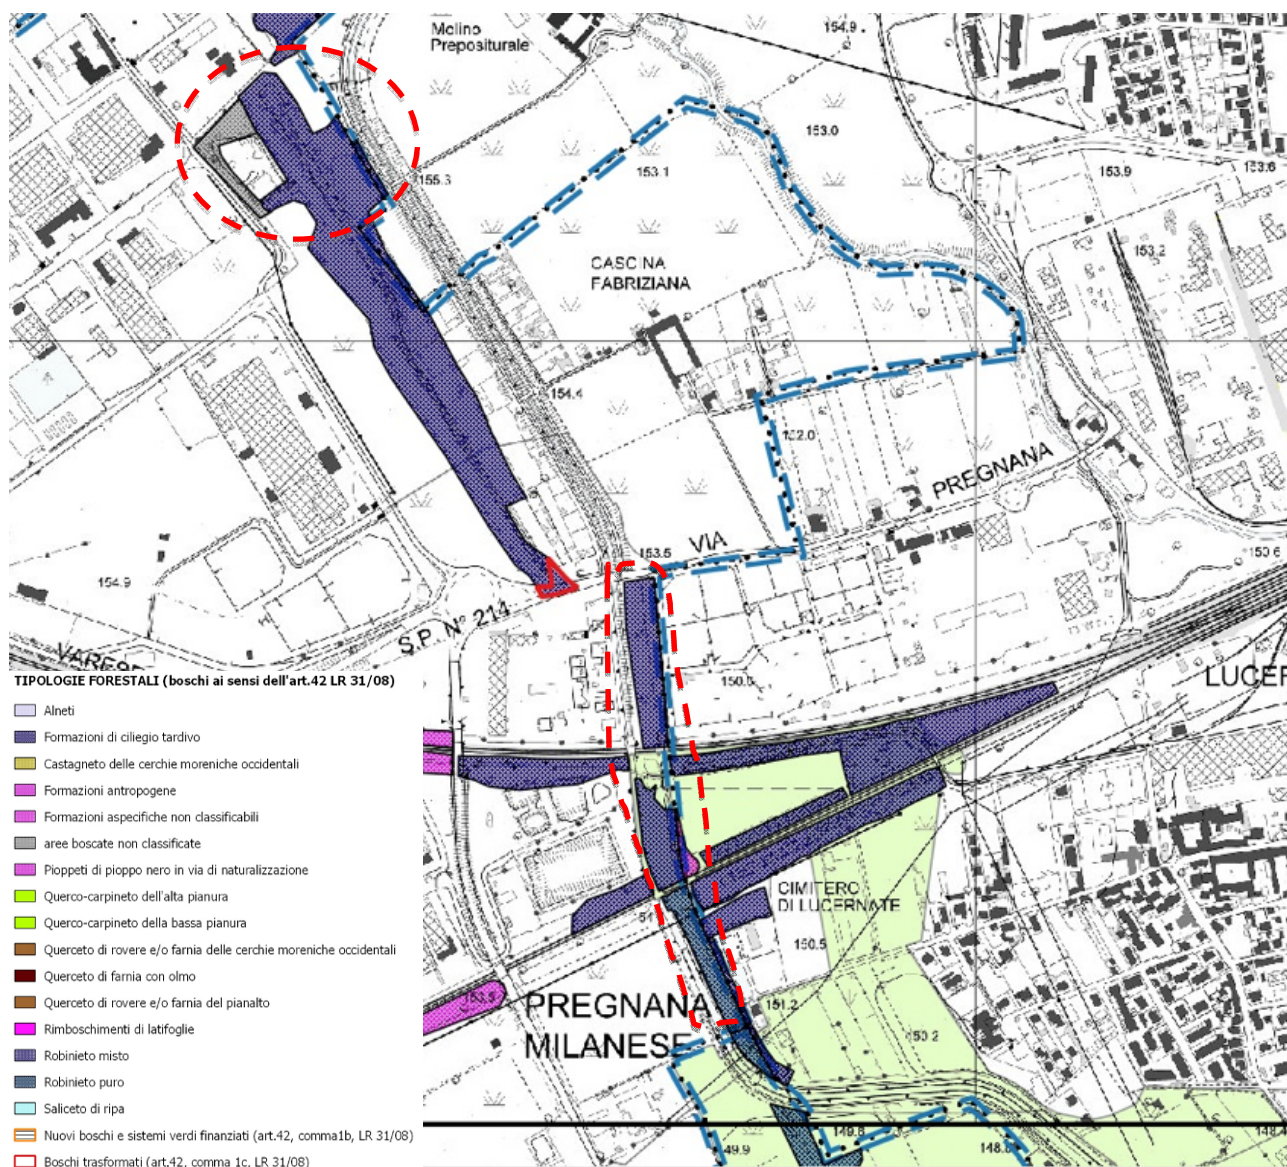 Molino
Prepositurale
154.9
153.0
155.3
153.1
153.9
153.6
153.2
CASCINA
FABRIZIANA
154.4
152.0
PREGNANA
VIA
153.5
150.6
154.9
S.P. N° 214
VARESE
150.0
LUCER
TIPOLOGIE FORESTALI (boschi ai sensi dell'art.42 LR 31/08)
Alneti
Formazioni di ciliegio tardivo
Castagneto delle cerchie moreniche occidentali
Formazioni antropogene
Formazioni aspecifiche non classificabili
aree boscate non classificate
Pioppeti di pioppo nero in via di naturalizzazione
Querco-carpineto dell'alta pianura
Querco-carpineto della bassa pianura
Querceto di rovere e/o farnia delle cerchie moreniche occidentali
Querceto di farnia con olmo
Querceto di rovere e/o farnia del pianalto
Rimboschimenti di latifoglie
Robinieto misto
Robinieto puro
Saliceto di ripa
Nuovi boschi e sistemi verdi finanziati (art.42, comma1b, LR 31/08)
Boschi trasformati (art.42, comma 1c, LR 31/08)
CIMITERO
DI LUCERNATE
150.5
153.5
151.2
PREGNANA
MILANESE
150.2
149.6
49.9